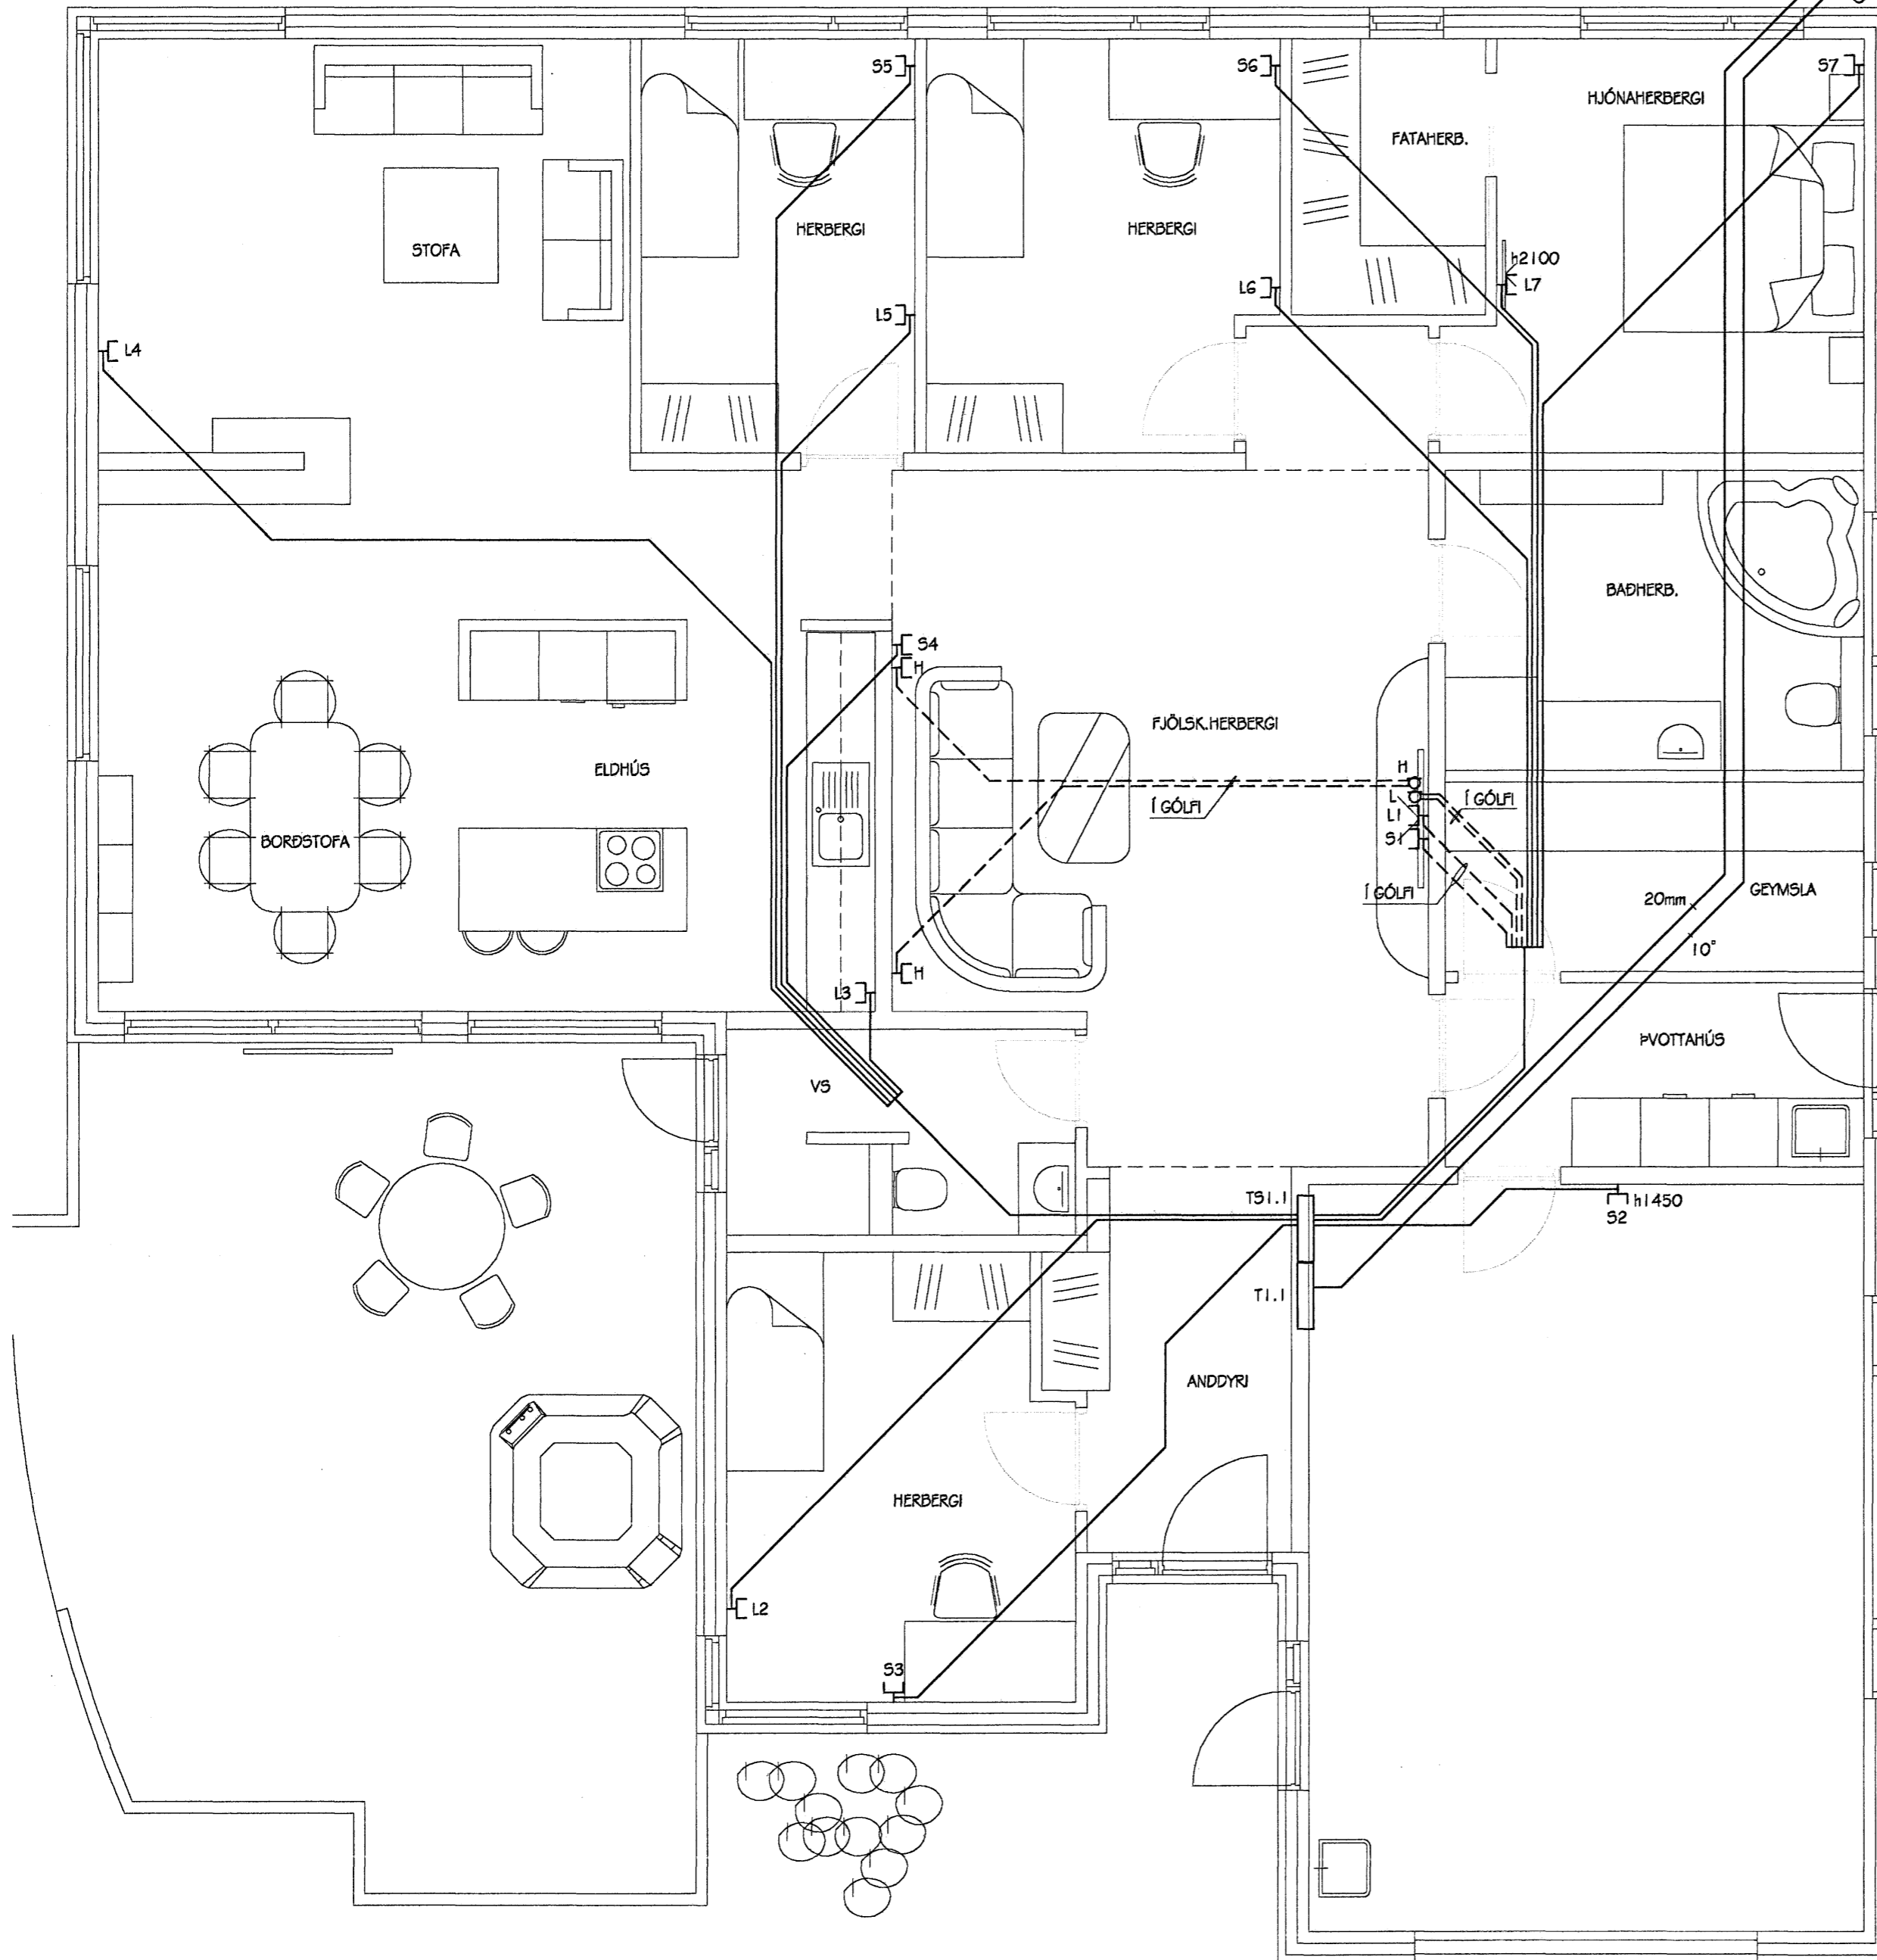 S5
S6
S7
HJÓNAHERBERGI
FATAHERB.
HERBERGI
HERBERGI
STOFA
h2100
L7
L6
L5
L4
BAÐHERB.
S4
H
FJÖLSK.HERBERGI
ELDHÚS
H
L
L1
S1
Í GÓLFI
Í GÓLFI
Í GÓLFI
BORÐSTOFA
GEYMSLA
20mm
10"
H
L3
ÞVOTTAHÚS
VS
TS1.1
h1450
S2
T1.1
ANDDYRI
HERBERGI
L2
S3